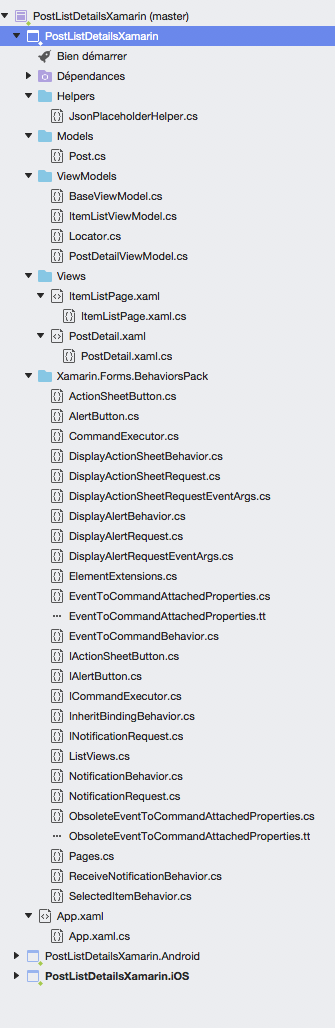 PostListDetailsXamarin (master)
PostListDetailsXamarin
Bien démarrer
Dépendances
Helpers
JsonPlaceholderHelper.cs
Models
Post.cs
ViewModels
BaseViewModel.cs
ItemListViewModel.cs
Locator.cs
PostDetailViewModel.cs
Views
ItemListPage.xaml
ItemListPage.xaml.cs
PostDetail.xaml
PostDetail.xaml.cs
Xamarin.Forms.BehaviorsPack
ActionSheetButton.cs
AlertButton.cs
CommandExecutor.cs
DisplayActionSheetBehavior.cs
DisplayActionSheetRequest.cs
DisplayActionSheetRequestEventArgs.cs
DisplayAlertBehavior.cs
DisplayAlertRequest.cs
DisplayAlertRequestEventArgs.cs
ElementExtensions.cs
EventToCommandAttachedProperties.cs
EventToCommandAttachedProperties.tt
EventToCommandBehavior.cs
IActionSheetButton.cs
IAlertButton.cs
ICommandExecutor.cs
InheritBindingBehavior.cs
INotificationRequest.cs
ListViews.cs
NotificationBehavior.cs
NotificationRequest.cs
ObsoleteEventToCommandAttachedProperties.cs
ObsoleteEventToCommandAttachedProperties.tt
Pages.cs
ReceiveNotificationBehavior.cs
SelectedItemBehavior.cs
App.xaml
App.xaml.cs
PostListDetailsXamarin.Android
PostListDetailsXamarin.iOS